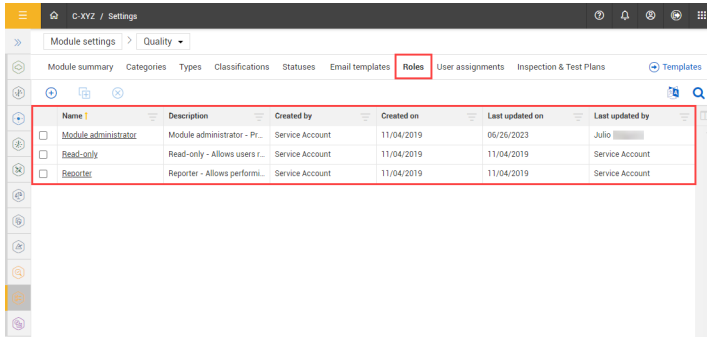 C-XYZ / Settings
Module settings > Quality
Module summary Categories Types Classifications Statuses Email templates Roles User assignments Inspection & Test Plans Templates
Name Description Created by Created on Last updated on Last updated by
Module administrator Module administrator - Pr... Service Account 11/04/2019 06/26/2023 Julio
Read-only Read-only - Allows users r... Service Account 11/04/2019 11/04/2019 Service Account
Reporter Reporter - Allows performi... Service Account 11/04/2019 11/04/2019 Service Account